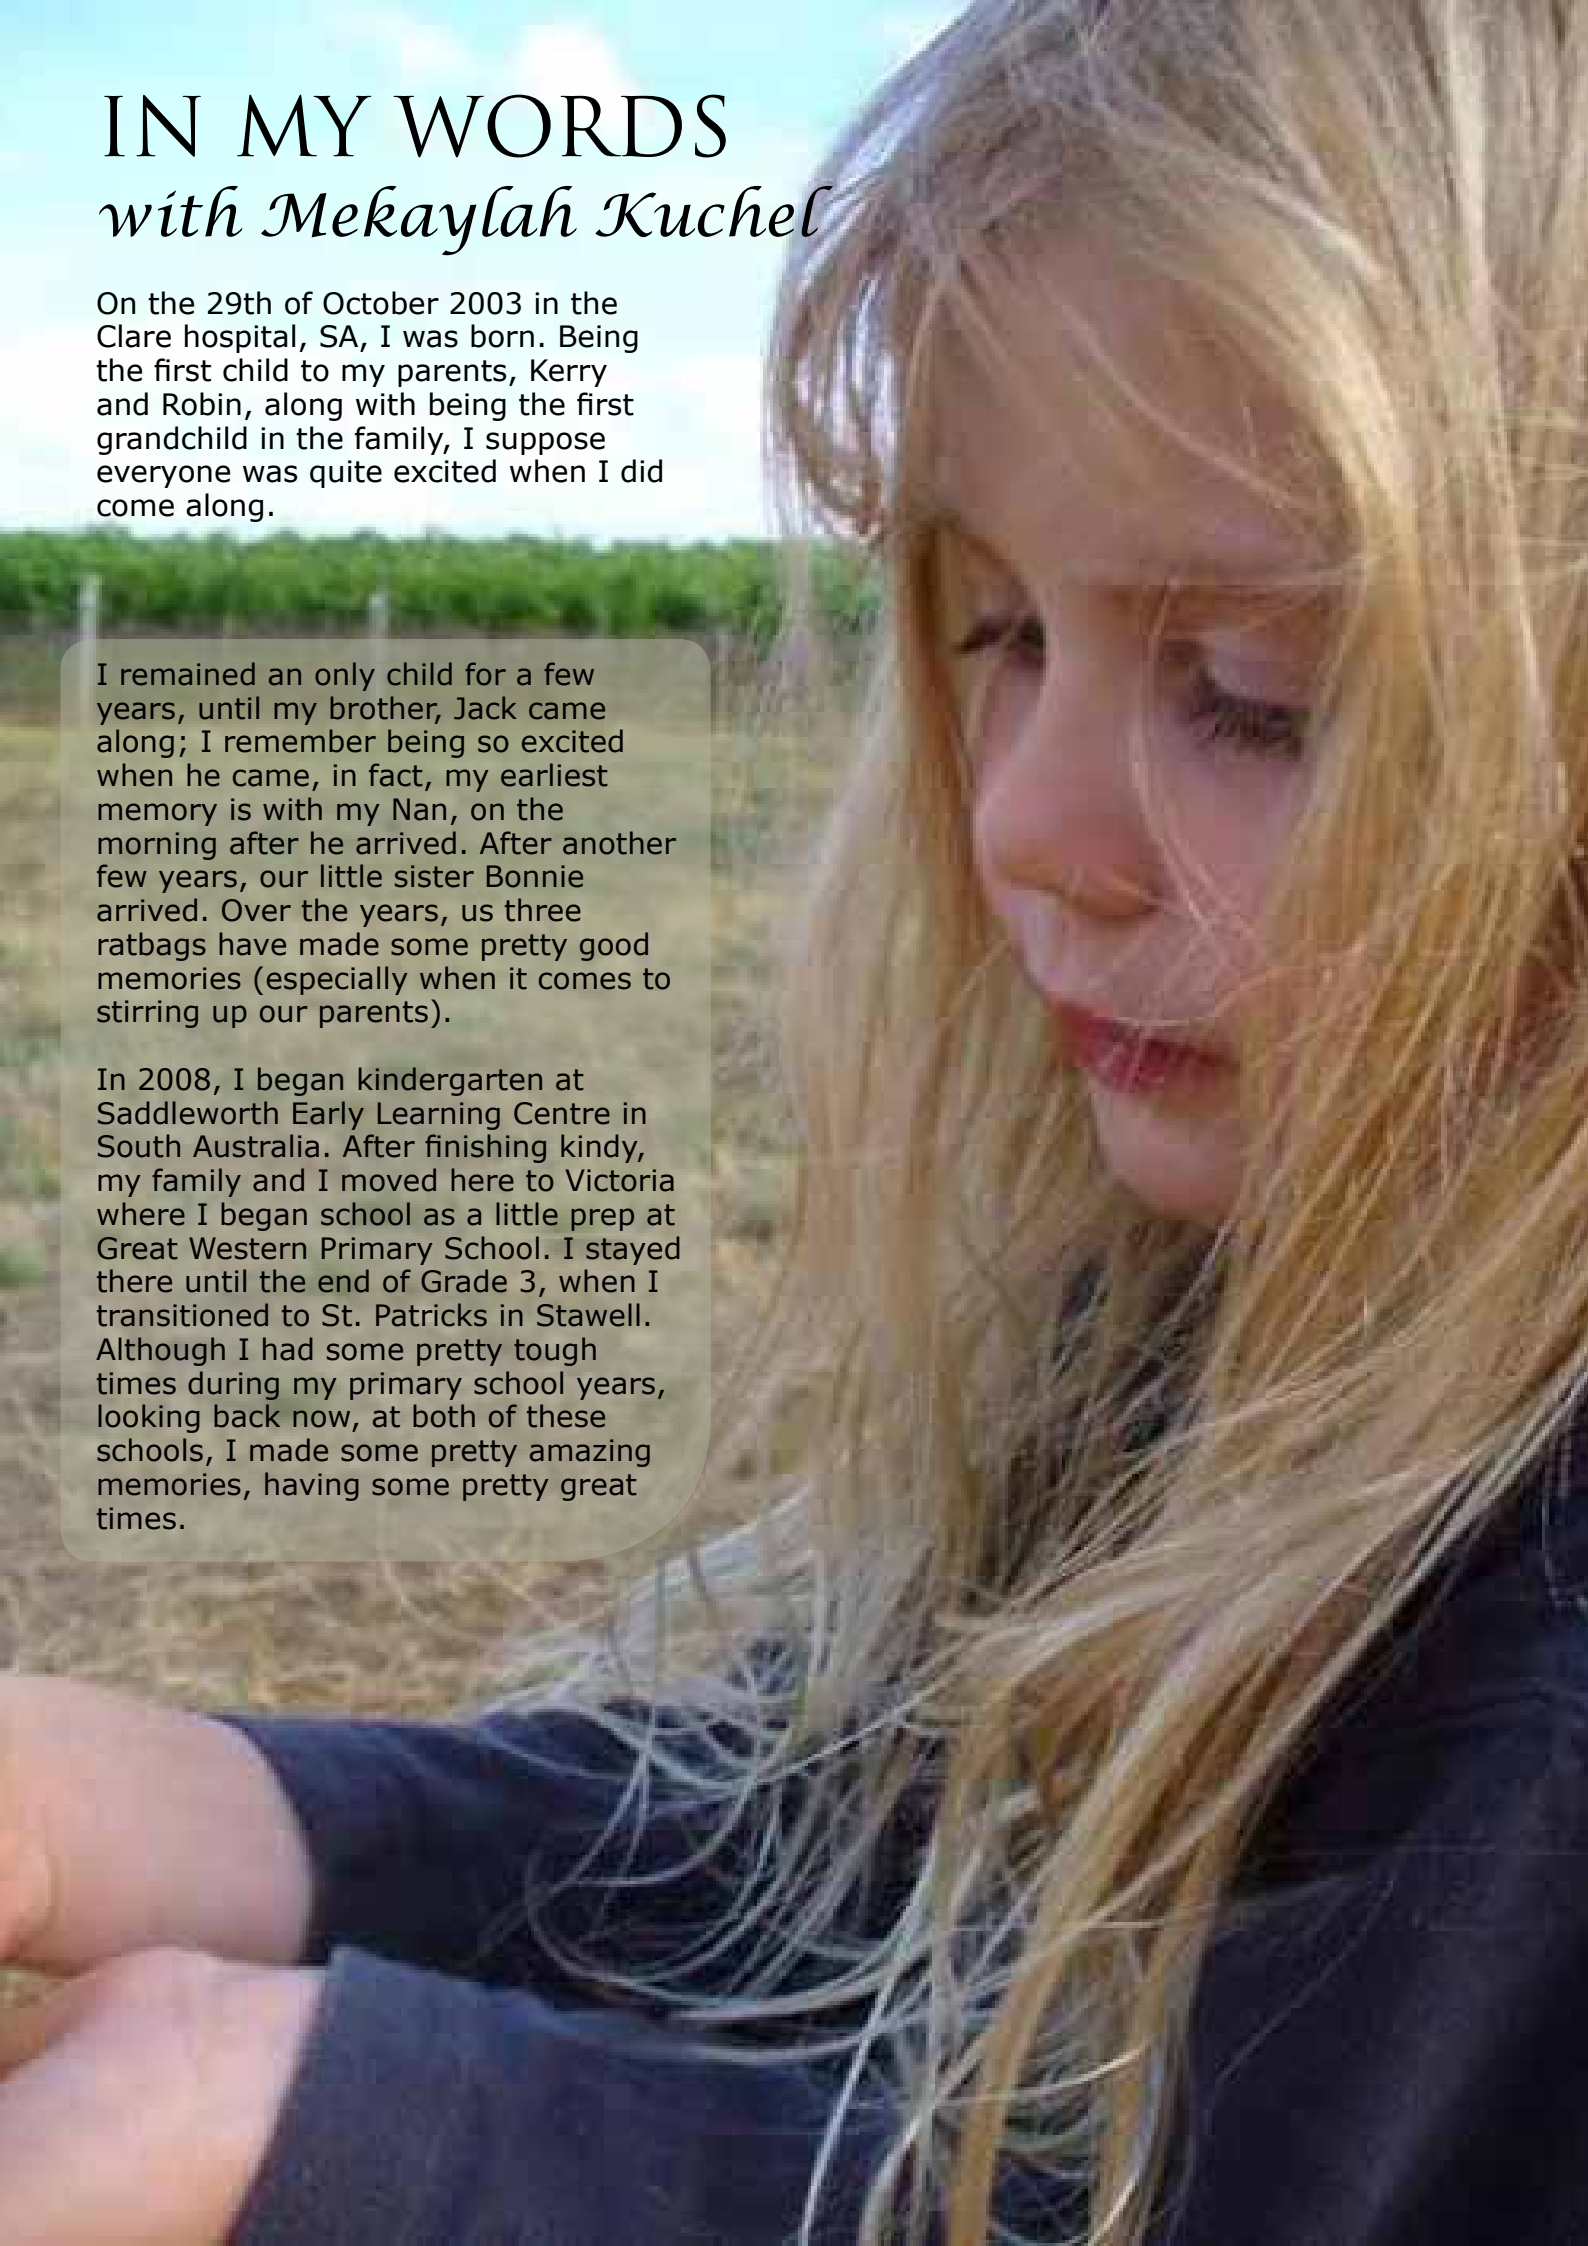 IN MY WORDS
with Mekaylah Kuchel
On the 29th of October 2003 in the
Clare hospital, SA, I was born. Being
the first child to my parents, Kerry
and Robin, along with being the first
grandchild in the family, I suppose
everyone was quite excited when I did
come along.
I remained an only child for a few
years, until my brother, Jack came
along; I remember being so excited
when he came, in fact, my earliest
memory is with my Nan, on the
morning after he arrived. After another
few years, our little sister Bonnie
arrived. Over the years, us three
ratbags have made some pretty good
memories (especially when it comes to
stirring up our parents).
In 2008, I began kindergarten at
Saddleworth Early Learning Centre in
South Australia. After finishing kindy,
my family and I moved here to Victoria
where I began school as a little prep at
Great Western Primary School. I stayed
there until the end of Grade 3, when I
transitioned to St. Patricks in Stawell.
Although I had some pretty tough
times during my primary school years,
looking back now, at both of these
schools, I made some pretty amazing
memories, having some pretty great
times.